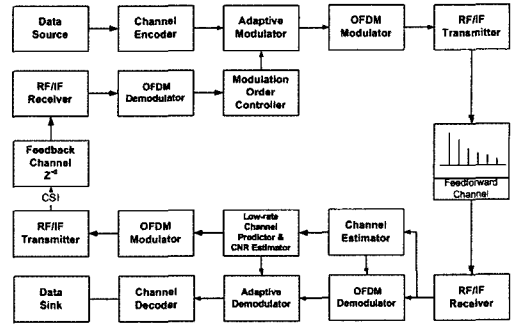 Data
Source
Channel
Encoder
Adaptive
Modulator
OFDM
Modulator
RF/IF
Transmitter
RF/IF
Receiver
OFDM
Demodulator
Modulation
Order
Controller
Feedback
Channel
Z⁻ᵈ
CSI
Feedforward
Channel
RF/IF
Transmitter
OFDM
Modulator
Low-rate
Channel
Predictor &
CNR Estimator
Channel
Estimator
Data
Sink
Channel
Decoder
Adaptive
Demodulator
OFDM
Demodulator
RF/IF
Receiver